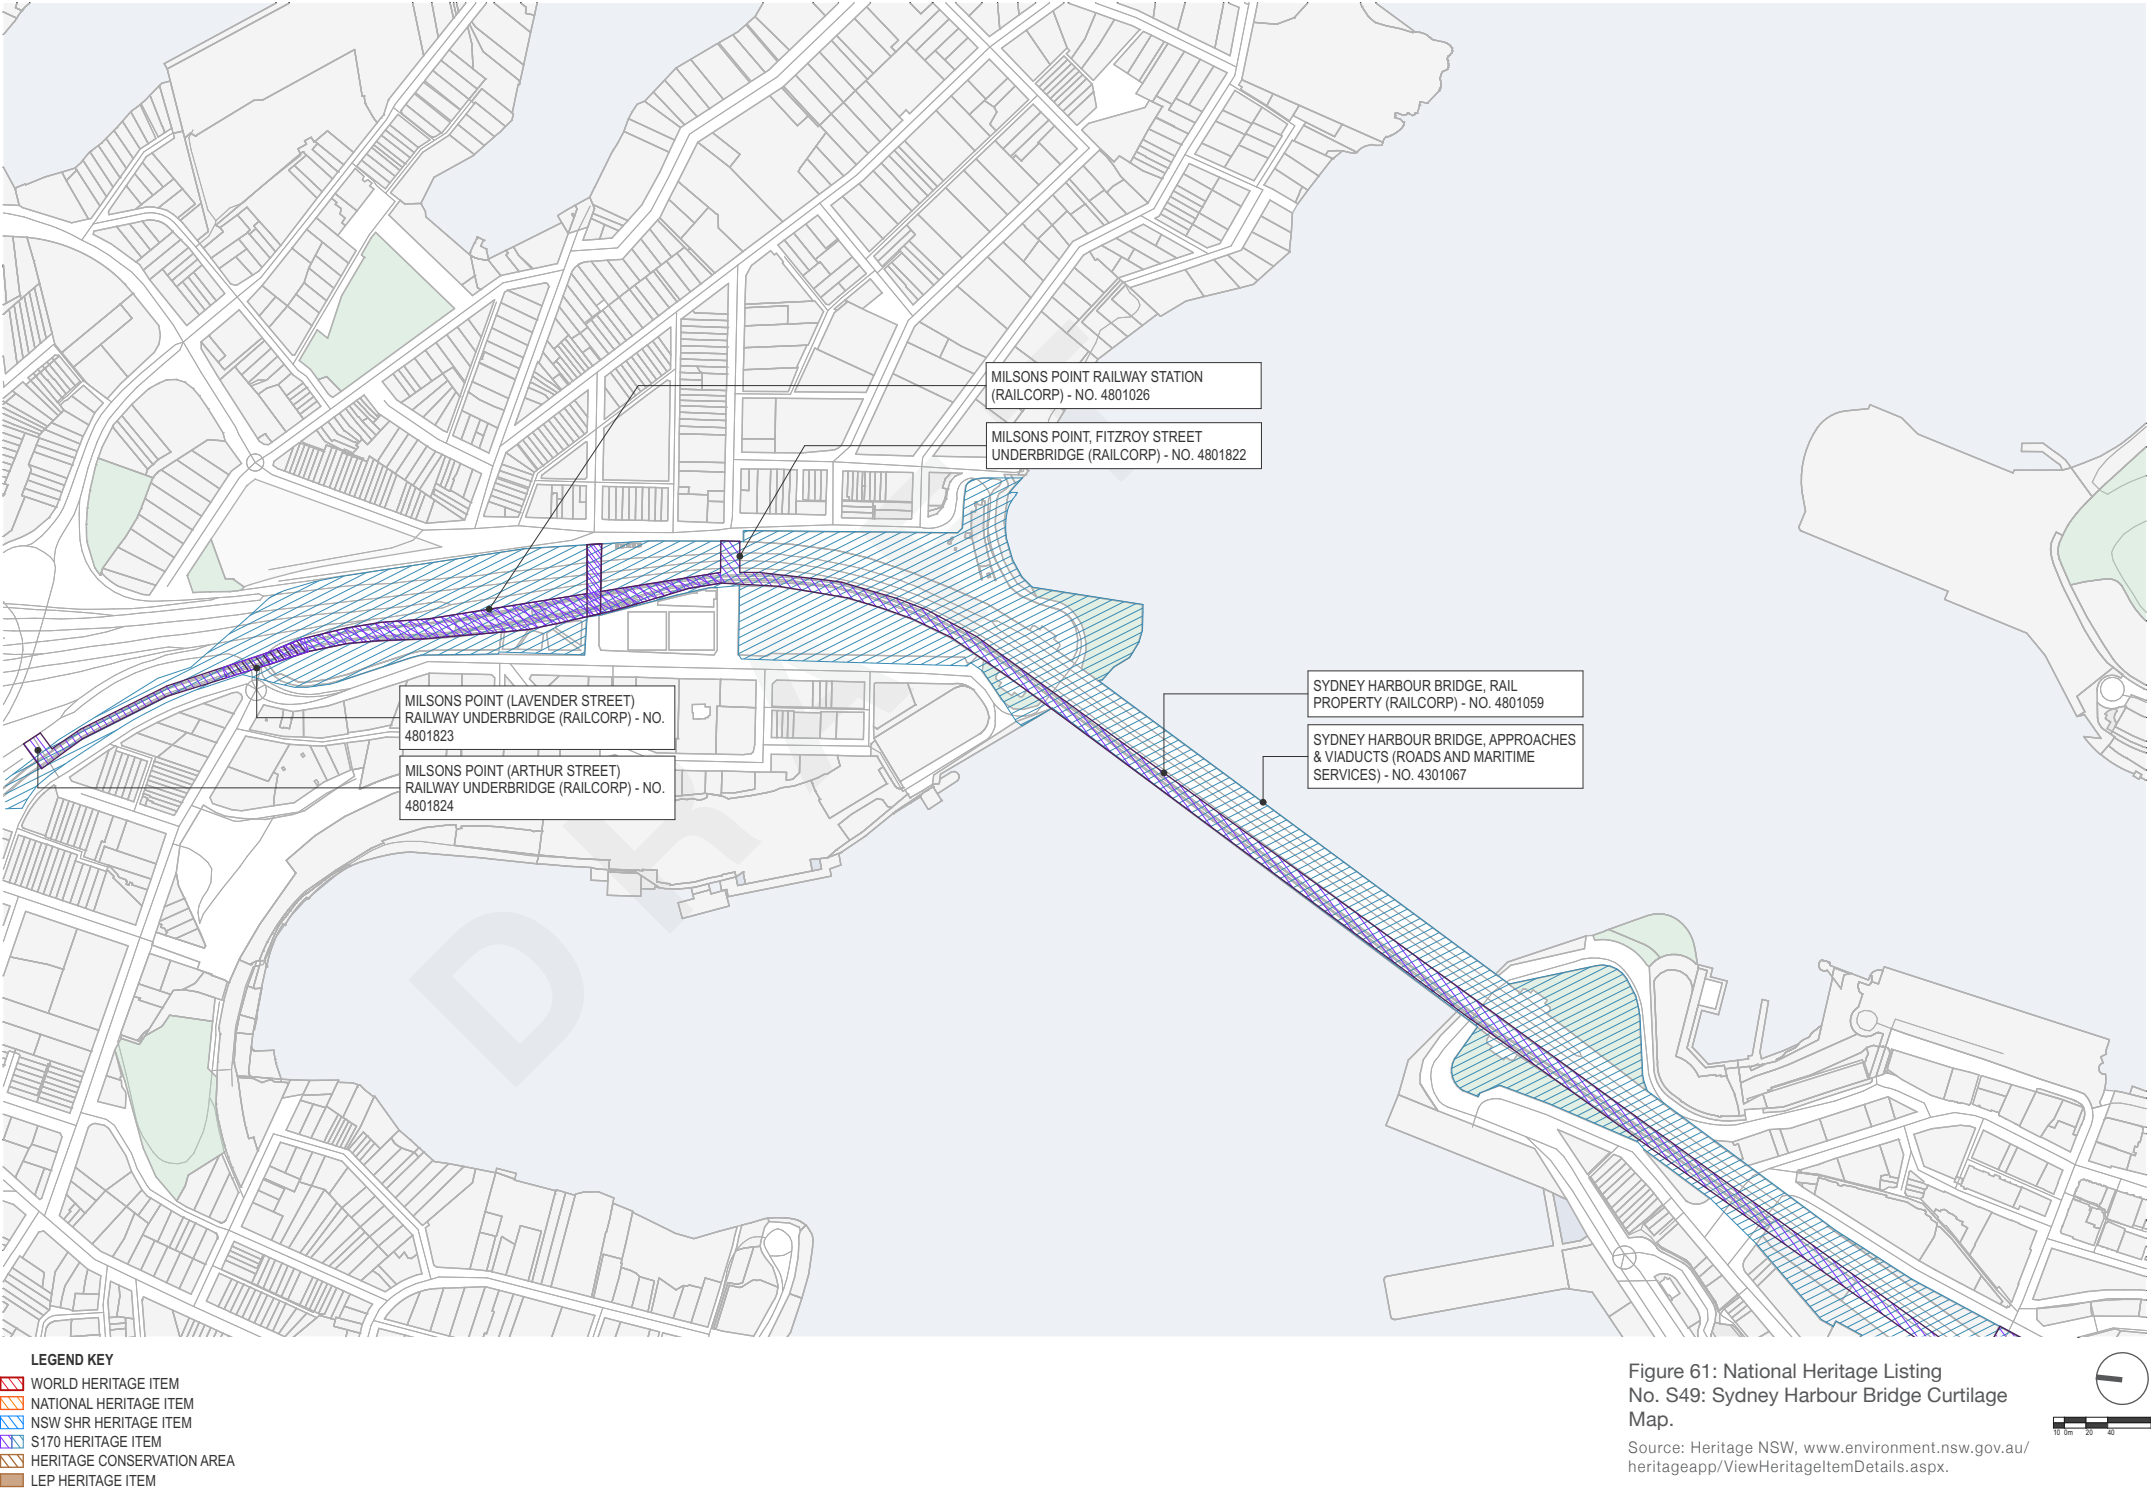 MILSONS POINT RAILWAY STATION
(RAILCORP) - NO. 4801026
MILSONS POINT, FITZROY STREET
UNDERBRIDGE (RAILCORP) - NO. 4801822
SYDNEY HARBOUR BRIDGE, RAIL
PROPERTY (RAILCORP) - NO. 4801059
SYDNEY HARBOUR BRIDGE, APPROACHES
& VIADUCTS (ROADS AND MARITIME
SERVICES) - NO. 4301067
MILSONS POINT (LAVENDER STREET)
RAILWAY UNDERBRIDGE (RAILCORP) - NO.
4801823
MILSONS POINT (ARTHUR STREET)
RAILWAY UNDERBRIDGE (RAILCORP) - NO.
4801824
DRAFT
LEGEND KEY
WORLD HERITAGE ITEM
NATIONAL HERITAGE ITEM
NSW SHR HERITAGE ITEM
S170 HERITAGE ITEM
HERITAGE CONSERVATION AREA
LEP HERITAGE ITEM
Figure 61: National Heritage Listing
No. S49: Sydney Harbour Bridge Curtilage
Map.
Source: Heritage NSW, www.environment.nsw.gov.au/
heritageapp/ViewHeritageItemDetails.aspx.
10 0m 20 40